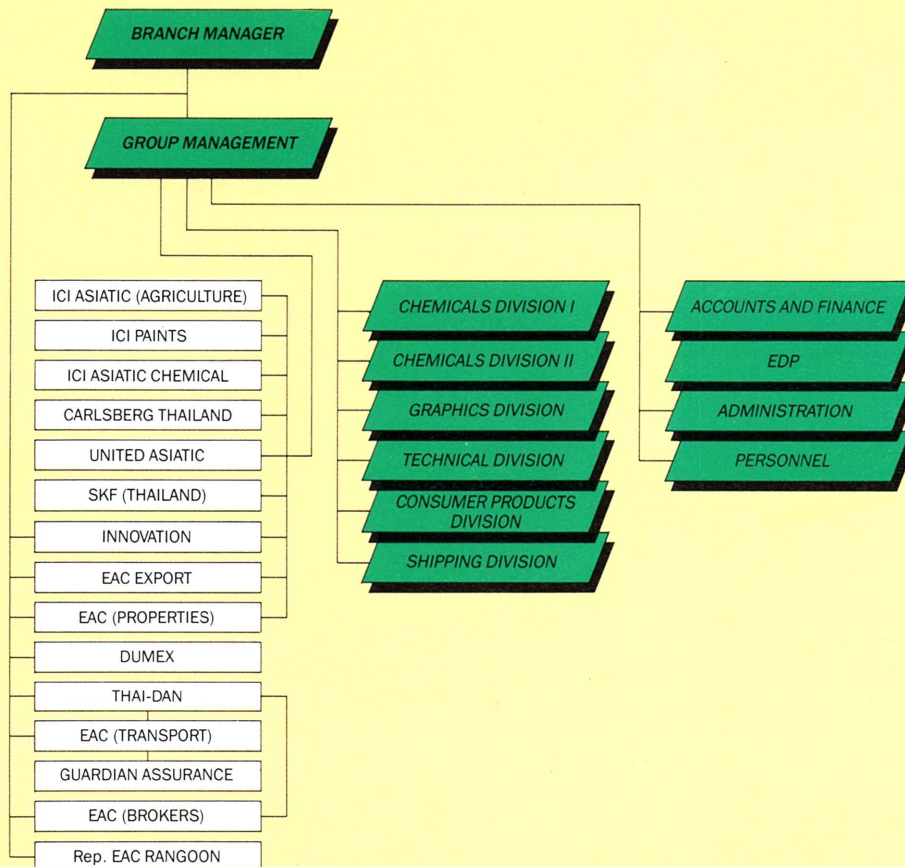 BRANCH MANAGER
GROUP MANAGEMENT
ICI ASIATIC (AGRICULTURE)
ICI PAINTS
ICI ASIATIC CHEMICAL
CARLSBERG THAILAND
UNITED ASIATIC
SKF (THAILAND)
INNOVATION
EAC EXPORT
EAC (PROPERTIES)
DUMEX
THAI-DAN
EAC (TRANSPORT)
GUARDIAN ASSURANCE
EAC (BROKERS)
Rep. EAC RANGOON
CHEMICALS DIVISION I
CHEMICALS DIVISION II
GRAPHICS DIVISION
TECHNICAL DIVISION
CONSUMER PRODUCTS
DIVISION
SHIPPING DIVISION
ACCOUNTS AND FINANCE
EDP
ADMINISTRATION
PERSONNEL